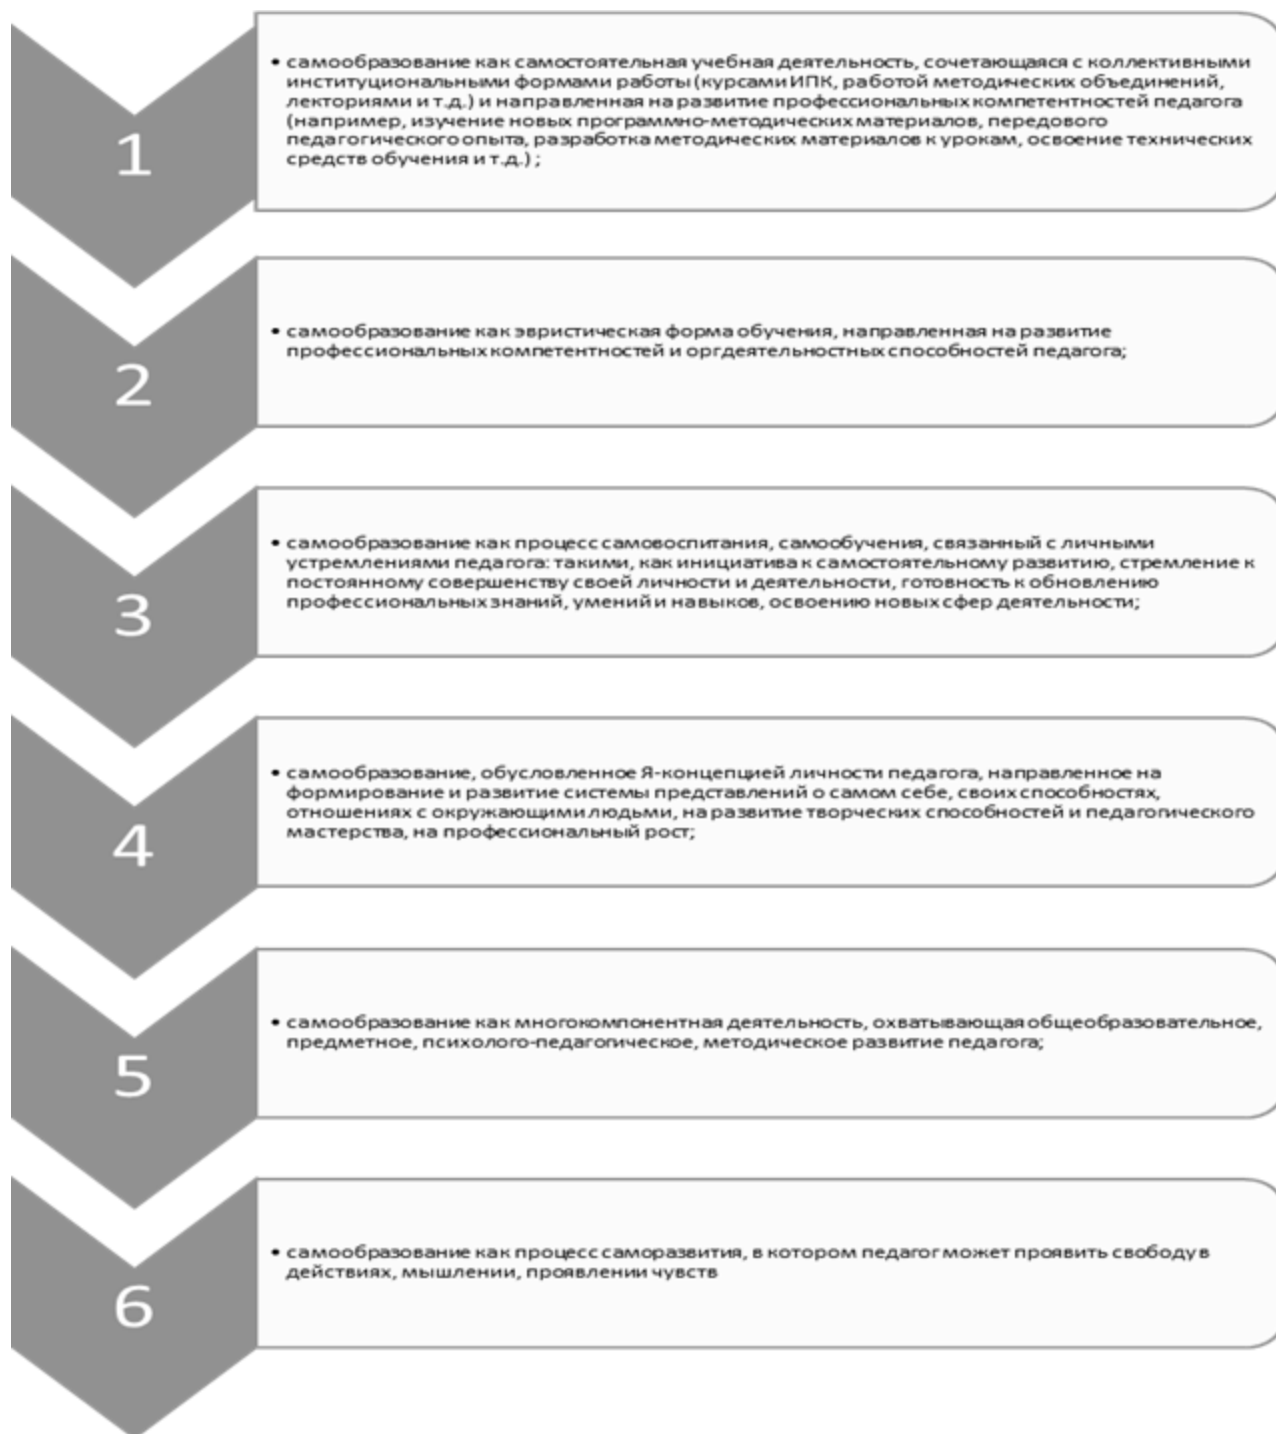 1
• самообразование как самостоятельная учебная деятельность, сочетающаяся с коллективными
институциональными формами работы (курсами ИПК, работой методических объединений,
лекториями и т.д.) и направленная на развитие профессиональных компетентностей педагога
(например, изучение новых программно-методических материалов, передового
педагогического опыта, разработка методических материалов к урокам, освоение технических
средств обучения и т.д.) ;
2
• самообразование как эвристическая форма обучения, направленная на развитие
профессиональных компетентностей и оргдеятельностных способностей педагога;
3
• самообразование как процесс самовоспитания, самообучения, связанный с личными
устремлениями педагога: такими, как инициатива к самостоятельному развитию, стремление к
постоянному совершенству своей личности и деятельности, готовность к обновлению
профессиональных знаний, умений и навыков, освоению новых сфер деятельности;
4
• самообразование, обусловленное Я-концепцией личности педагога, направленное на
формирование и развитие системы представлений о самом себе, своих способностях,
отношениях с окружающими людьми, на развитие творческих способностей и педагогического
мастерства, на профессиональный рост;
5
• самообразование как многокомпонентная деятельность, охватывающая общеобразовательное,
предметное, психолого-педагогическое, методическое развитие педагога;
6
• самообразование как процесс саморазвития, в котором педагог может проявить свободу в
действиях, мышлении, проявлении чувств